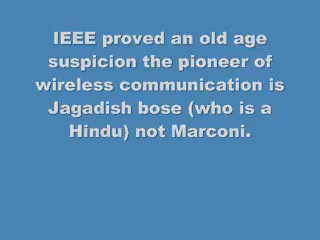 IEEE proved an old age
suspicion the pioneer of
wireless communication is
Jagadish bose (who is a
Hindu) not Marconi.